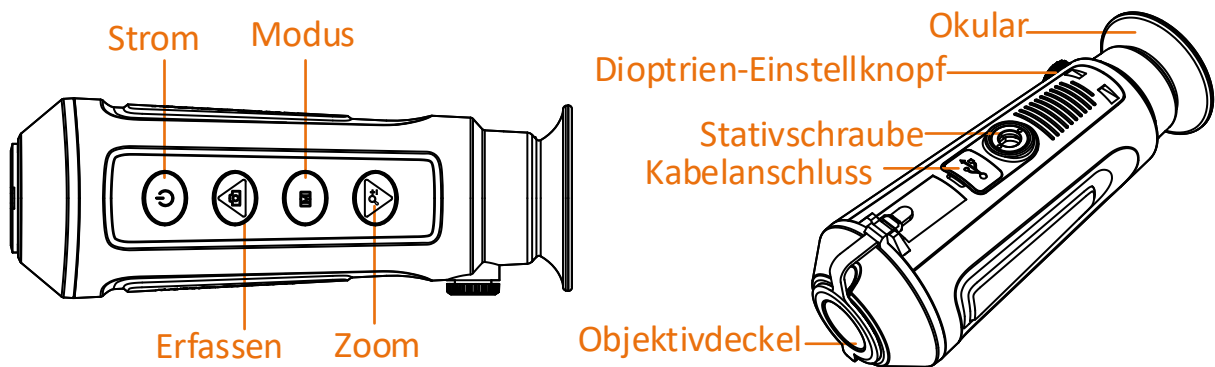 Strom
Modus
M
Erfassen
Zoom
Okular
Dioptrien-Einstellknopf
Stativschraube
Kabelanschluss
Objektivdeckel